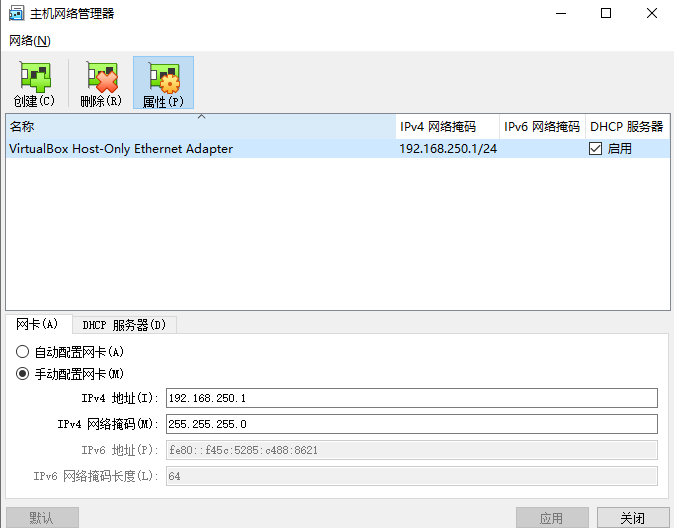 主机网络管理器
网络(N)
创建(C) 删除(R) 属性(P)
名称 IPv4 网络掩码 IPv6 网络掩码 DHCP 服务器
VirtualBox Host-Only Ethernet Adapter 192.168.250.1/24 启用
网卡(A) DHCP 服务器(D)
自动配置网卡(A)
手动配置网卡(M)
IPv4 地址(I): 192.168.250.1
IPv4 网络掩码(M): 255.255.255.0
IPv6 地址(P): fe80::f45c:5285:c488:8621
IPv6 网络掩码长度(L): 64
默认 应用 关闭